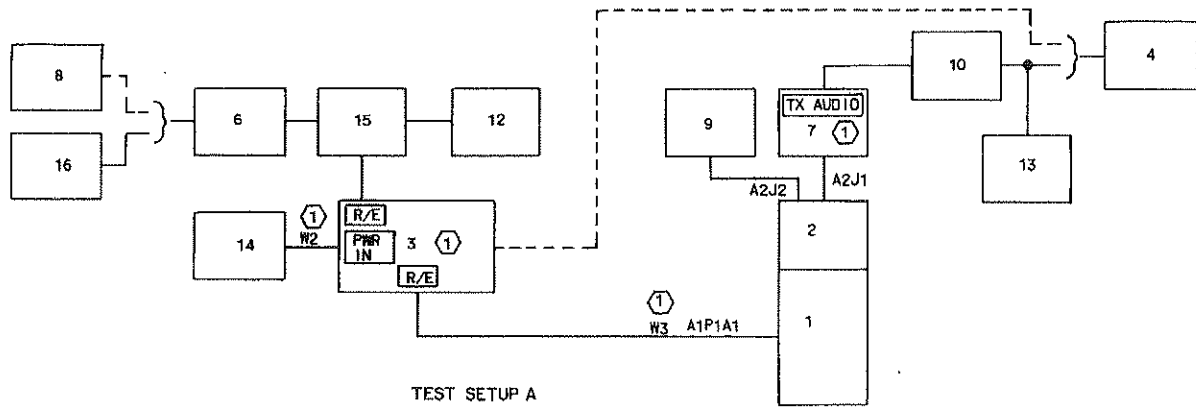 8
16
6
15
12
14
1
W2
R/E
PWR
IN
3
1
R/E
9
TX AUDIO
7
1
10
4
13
A2J2
A2J1
2
1
1
W3
A1P1A1
TEST SETUP A